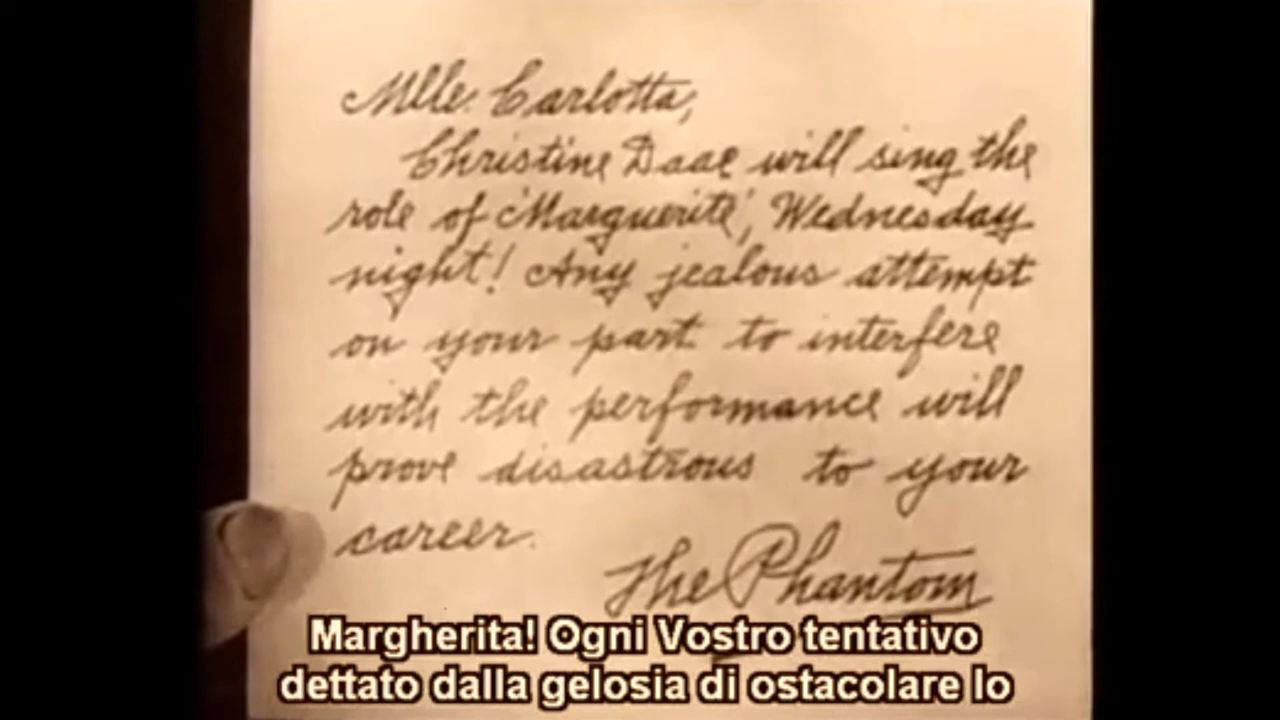 Mlle. Carlotta,
Christine Daae will sing the
role of 'Marguerite', Wednesday
night! Any jealous attempt
on your part to interfere
with the performance will
prove disastrous to your
career.
The Phantom
Margherita! Ogni Vostro tentativo
dettato dalla gelosia di ostacolare lo